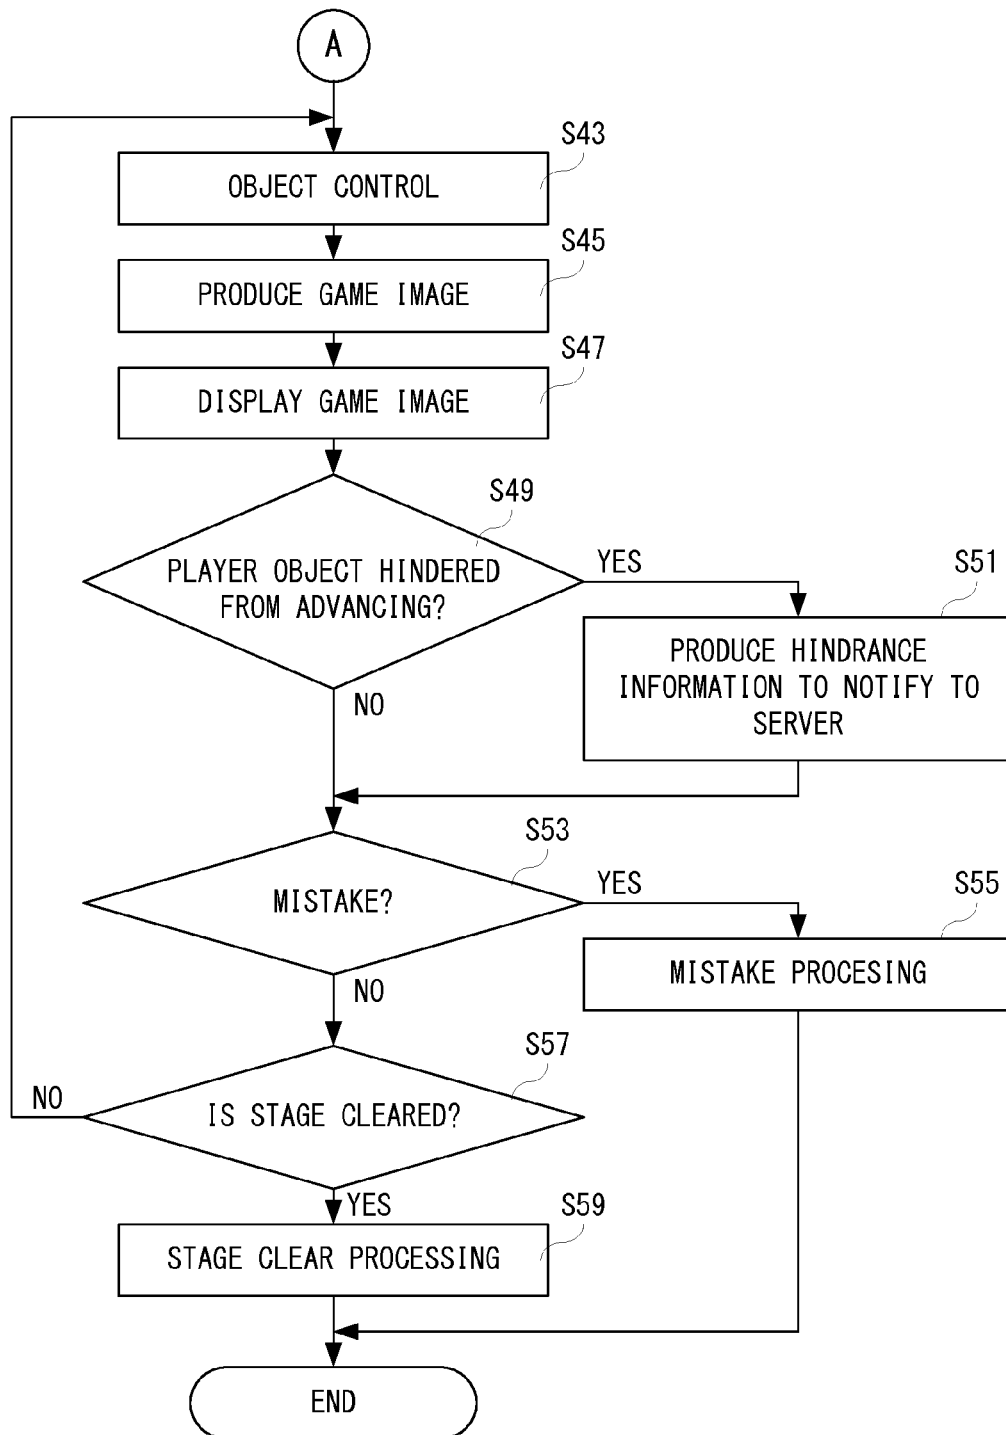 A
S43
OBJECT CONTROL
S45
PRODUCE GAME IMAGE
S47
DISPLAY GAME IMAGE
S49
PLAYER OBJECT HINDERED
FROM ADVANCING?
YES
S51
PRODUCE HINDRANCE
INFORMATION TO NOTIFY TO
SERVER
NO
S53
MISTAKE?
YES
S55
MISTAKE PROCESING
NO
S57
IS STAGE CLEARED?
NO
YES
S59
STAGE CLEAR PROCESSING
END